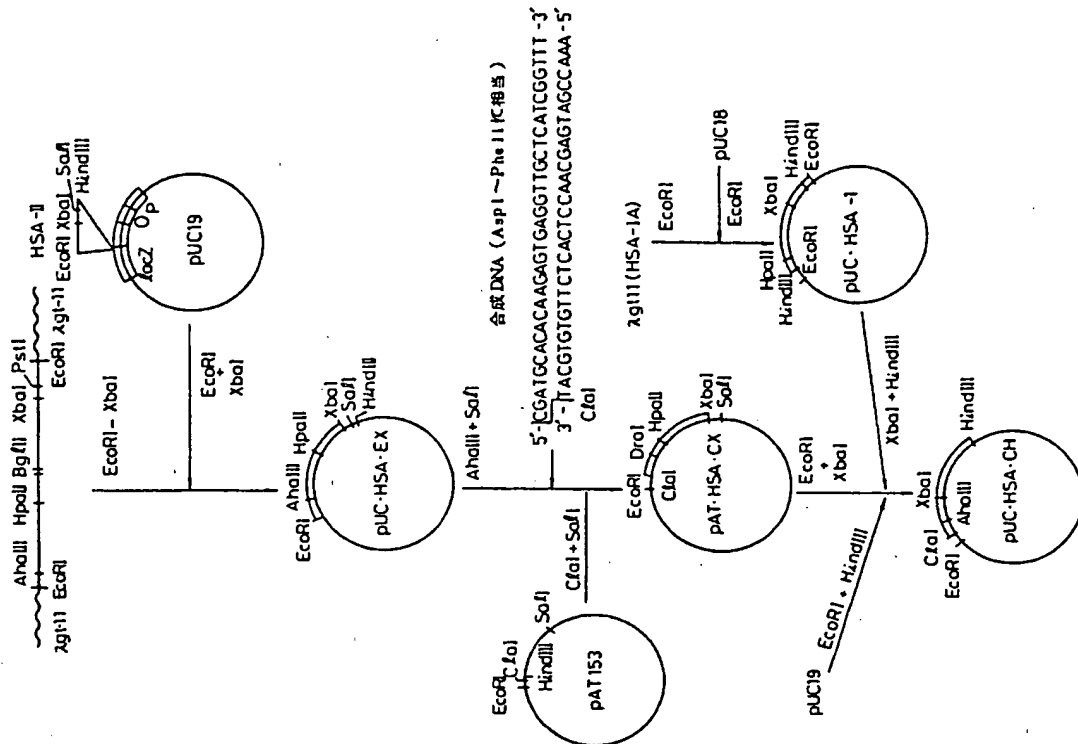 HSA-II
λgt-11 EcoRI AhaIII HpaII BglII XbaI PstI EcoRI λgt-11
EcoRI XbaI SalI
HindIII
lacZ O P
pUC19
EcoRI-XbaI
EcoRI
+
XbaI
EcoRI AhaIII HpaII XbaI SalI HindIII
pUC·HSA·EX
AhaIII+SalI
合成DNA (Asp1~Phe11に相当)
5'-CGATGCACACAAGAGTGAGGTTGCTCATCGGTTT-3'
3'-TACGTGTGTTCTCACTCCAACGAGTAGCCAAA-5'
ClaI
EcoRI ClaI
HindIII SalI
pAT153
ClaI+SalI
EcoRI DraI HpaII
ClaI XbaI
SalI
pAT·HSA·CX
λgt11(HSA-1A)
EcoRI
pUC18
EcoRI
HpaII XbaI
HindIII EcoRI HindIII
EcoRI
pUC·HSA-1
EcoRI
+
XbaI
XbaI+HindIII
pUC19
EcoRI+HindIII
ClaI XbaI
EcoRI AhaIII HindIII
pUC·HSA·CH